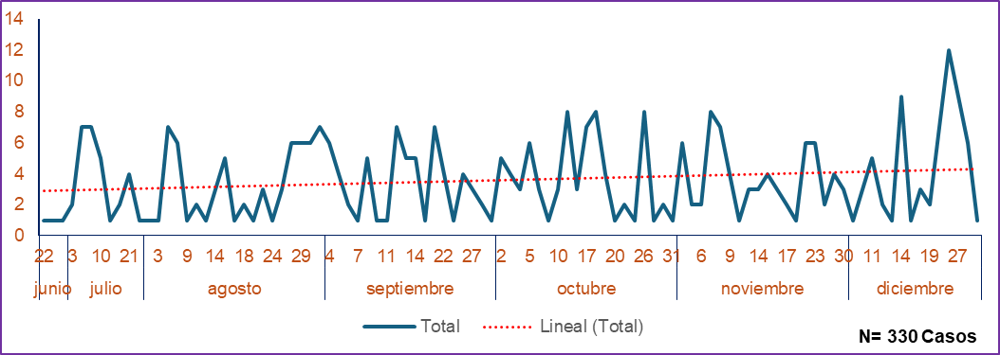 14
12
10
8
6
4
2
0
22 3 10 21 3 9 14 18 24 29 4 7 11 14 22 27 2 5 10 17 20 26 31 6 9 14 17 23 30 11 14 19 27
junio julio agosto septiembre octubre noviembre diciembre
Total Lineal (Total)
N= 330 Casos